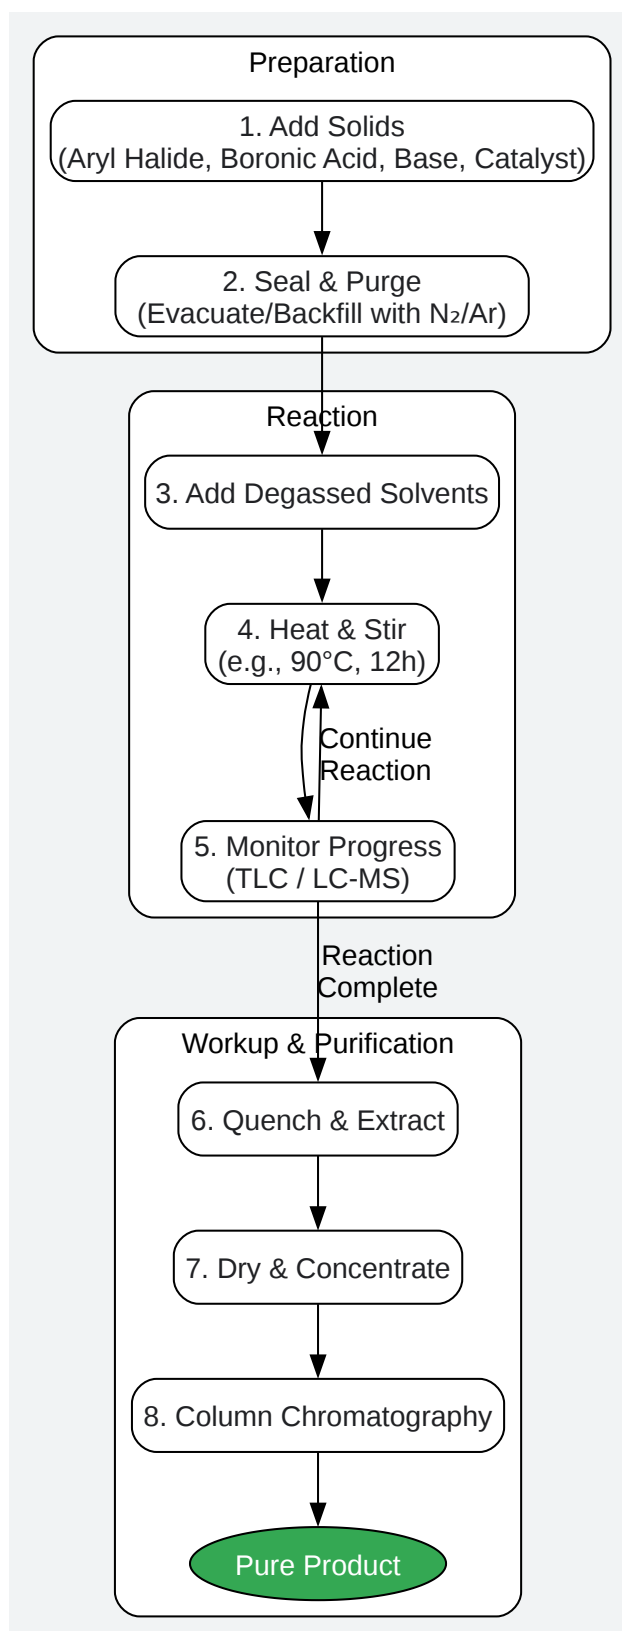 Preparation
1. Add Solids
(Aryl Halide, Boronic Acid, Base, Catalyst)
2. Seal & Purge
(Evacuate/Backfill with N₂/Ar)
Reaction
3. Add Degassed Solvents
4. Heat & Stir
(e.g., 90°C, 12h)
Continue
Reaction
5. Monitor Progress
(TLC / LC-MS)
Reaction
Complete
Workup & Purification
6. Quench & Extract
7. Dry & Concentrate
8. Column Chromatography
Pure Product